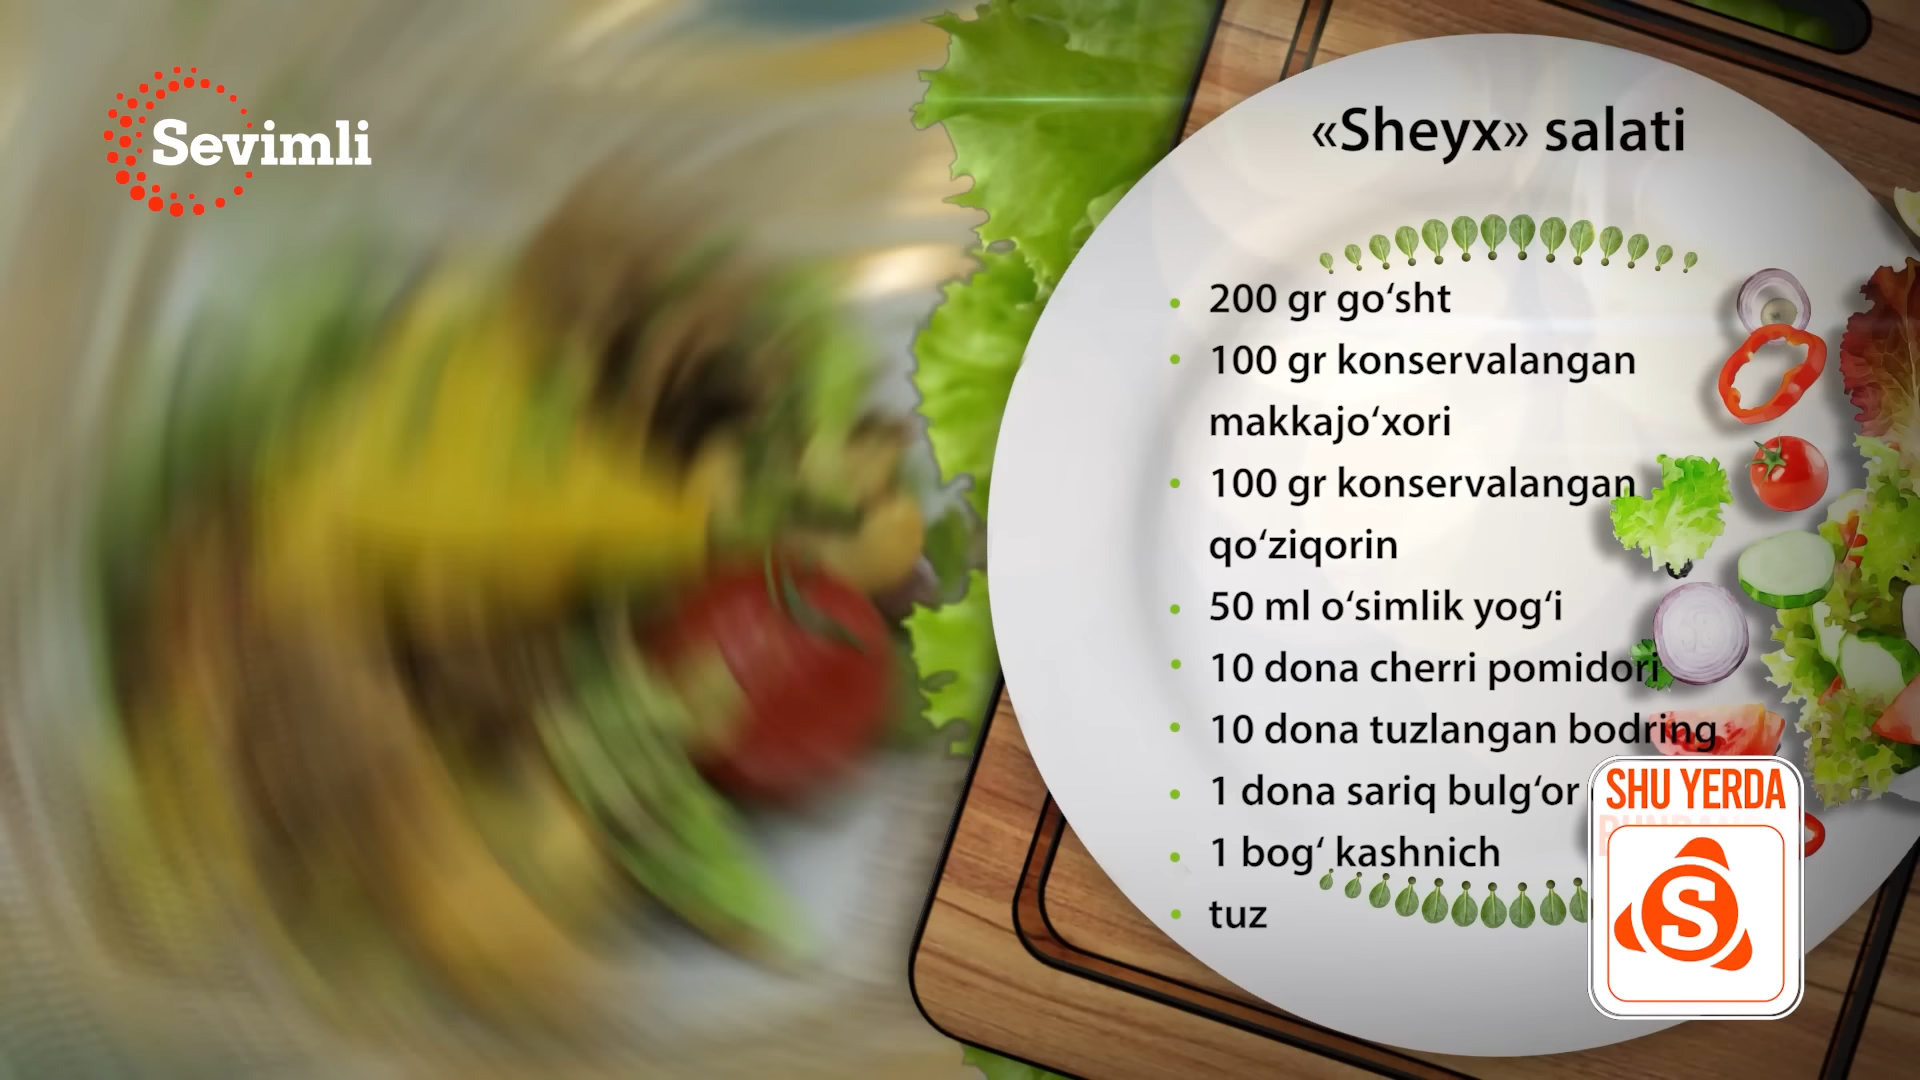 Sevimli
«Sheyx» salati
200 gr go‘sht
100 gr konservalangan
makkajo‘xori
100 gr konservalangan
qo‘ziqorin
50 ml o‘simlik yog‘i
10 dona cherri pomidori
10 dona tuzlangan bodring
1 dona sariq bulg‘or
SHU YERDA
1 bog‘ kashnich
tuz
S